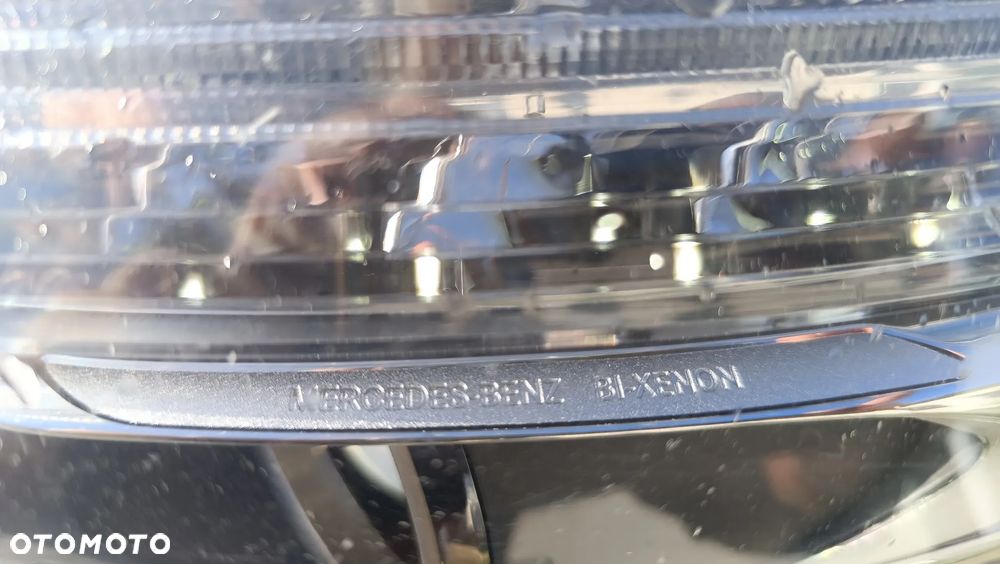 MERCEDES-BENZ BI-XENON
OTOMOTO